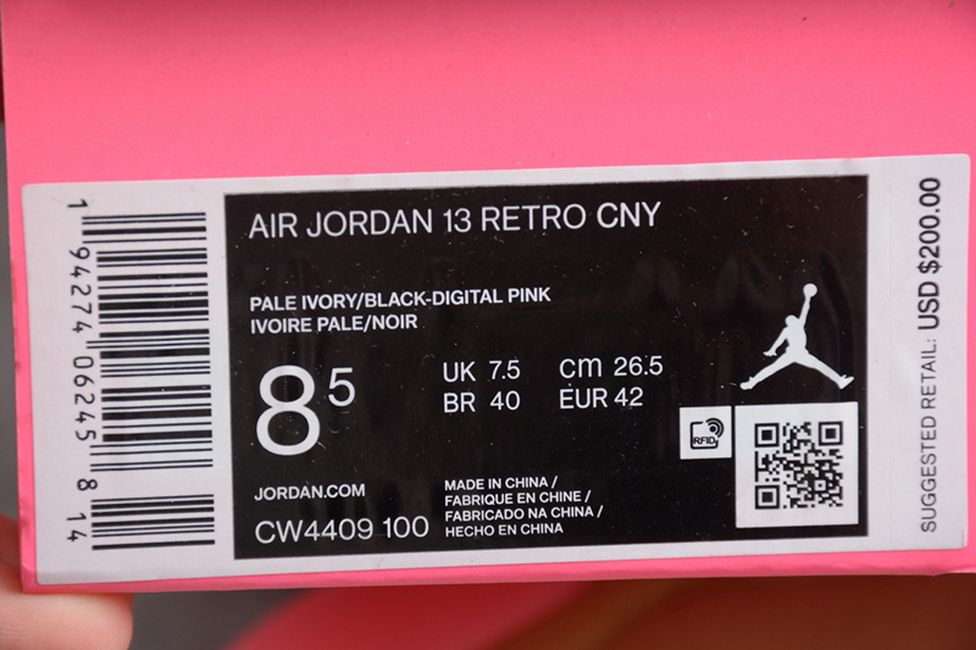 1 94274 06245 8 14
AIR JORDAN 13 RETRO CNY
PALE IVORY/BLACK-DIGITAL PINK
IVOIRE PALE/NOIR
8 5
UK 7.5 cm 26.5
BR 40 EUR 42
RFID
JORDAN.COM
CW4409 100
MADE IN CHINA /
FABRIQUE EN CHINE /
FABRICADO NA CHINA /
HECHO EN CHINA
SUGGESTED RETAIL: USD $200.00